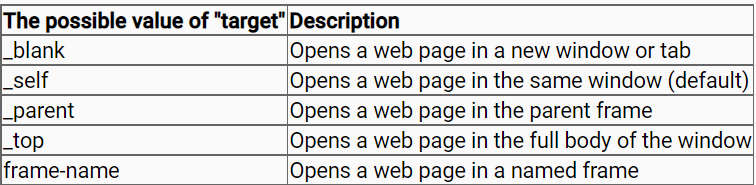 The possible value of "target" Description
_blank Opens a web page in a new window or tab
_self Opens a web page in the same window (default)
_parent Opens a web page in the parent frame
_top Opens a web page in the full body of the window
frame-name Opens a web page in a named frame